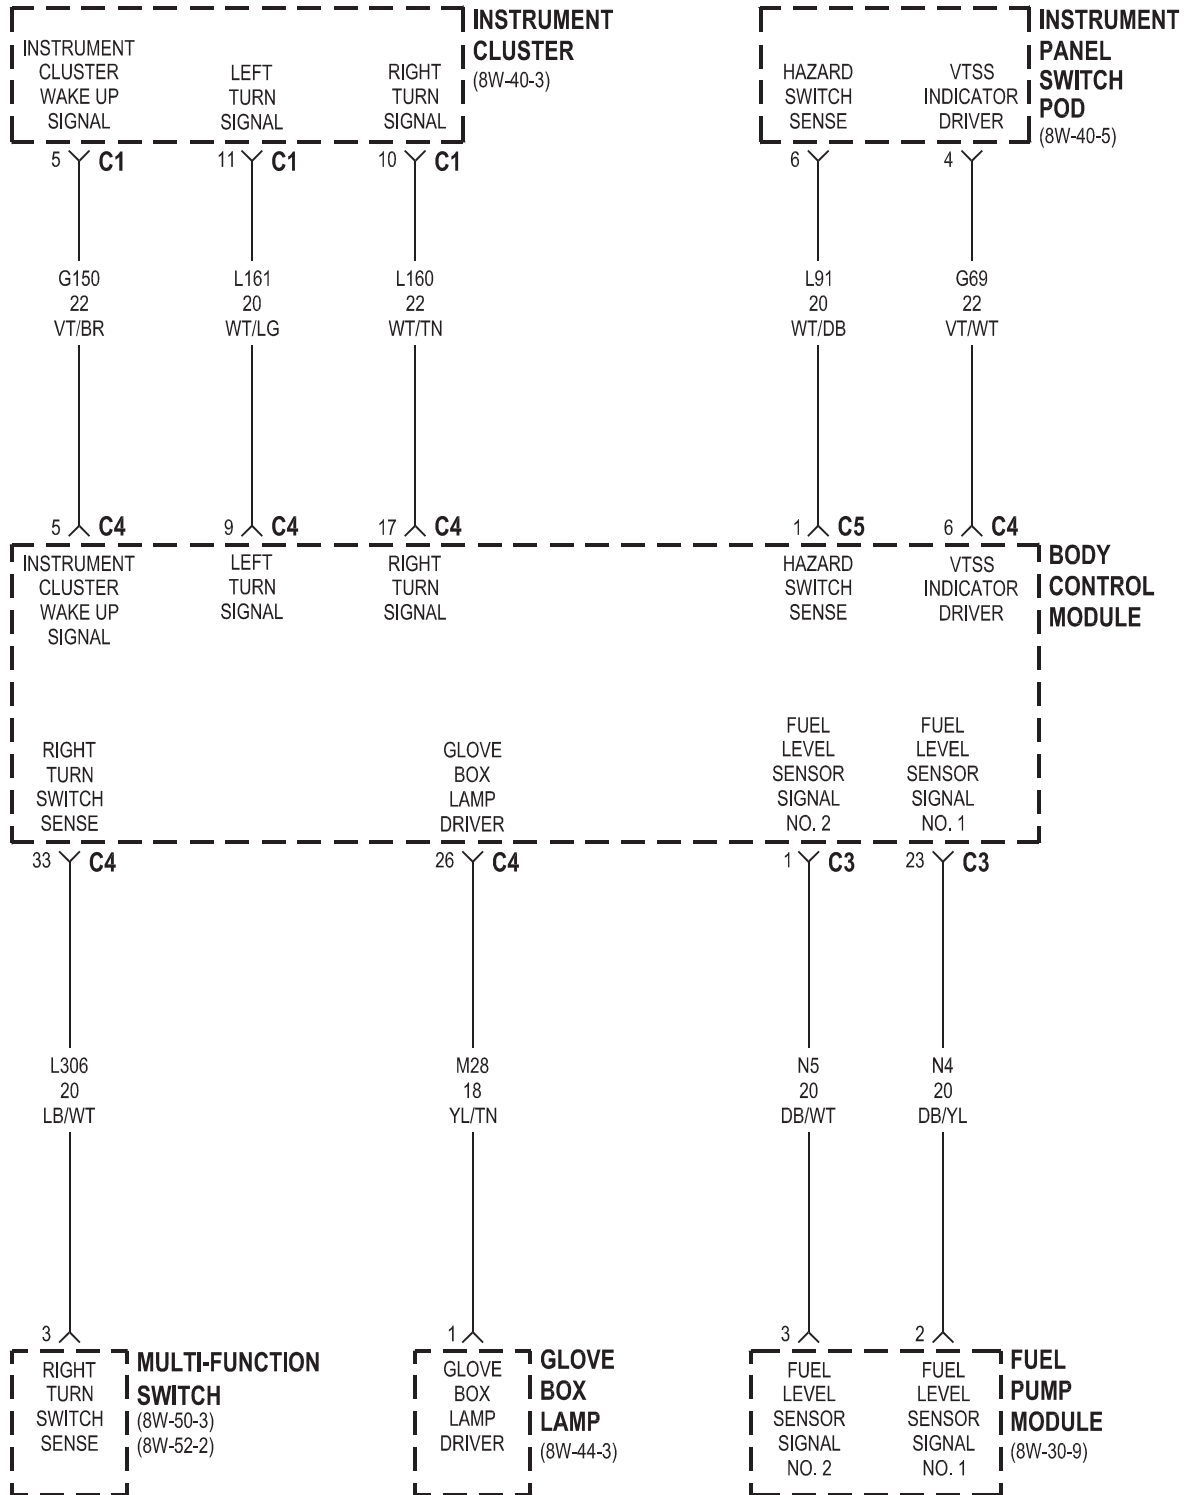 INSTRUMENT
CLUSTER
WAKE UP
SIGNAL
LEFT
TURN
SIGNAL
RIGHT
TURN
SIGNAL
INSTRUMENT
CLUSTER
(8W-40-3)
HAZARD
SWITCH
SENSE
VTSS
INDICATOR
DRIVER
INSTRUMENT
PANEL
SWITCH
POD
(8W-40-5)
5 C1
11 C1
10 C1
6
4
G150
22
VT/BR
L161
20
WT/LG
L160
22
WT/TN
L91
20
WT/DB
G69
22
VT/WT
5 C4
9 C4
17 C4
1 C5
6 C4
INSTRUMENT
CLUSTER
WAKE UP
SIGNAL
LEFT
TURN
SIGNAL
RIGHT
TURN
SIGNAL
HAZARD
SWITCH
SENSE
VTSS
INDICATOR
DRIVER
BODY
CONTROL
MODULE
RIGHT
TURN
SWITCH
SENSE
GLOVE
BOX
LAMP
DRIVER
FUEL
LEVEL
SENSOR
SIGNAL
NO. 2
FUEL
LEVEL
SENSOR
SIGNAL
NO. 1
33 C4
26 C4
1 C3
23 C3
L306
20
LB/WT
M28
18
YL/TN
N5
20
DB/WT
N4
20
DB/YL
3
1
3
2
RIGHT
TURN
SWITCH
SENSE
MULTI-FUNCTION
SWITCH
(8W-50-3)
(8W-52-2)
GLOVE
BOX
LAMP
DRIVER
GLOVE
BOX
LAMP
(8W-44-3)
FUEL
LEVEL
SENSOR
SIGNAL
NO. 2
FUEL
LEVEL
SENSOR
SIGNAL
NO. 1
FUEL
PUMP
MODULE
(8W-30-9)